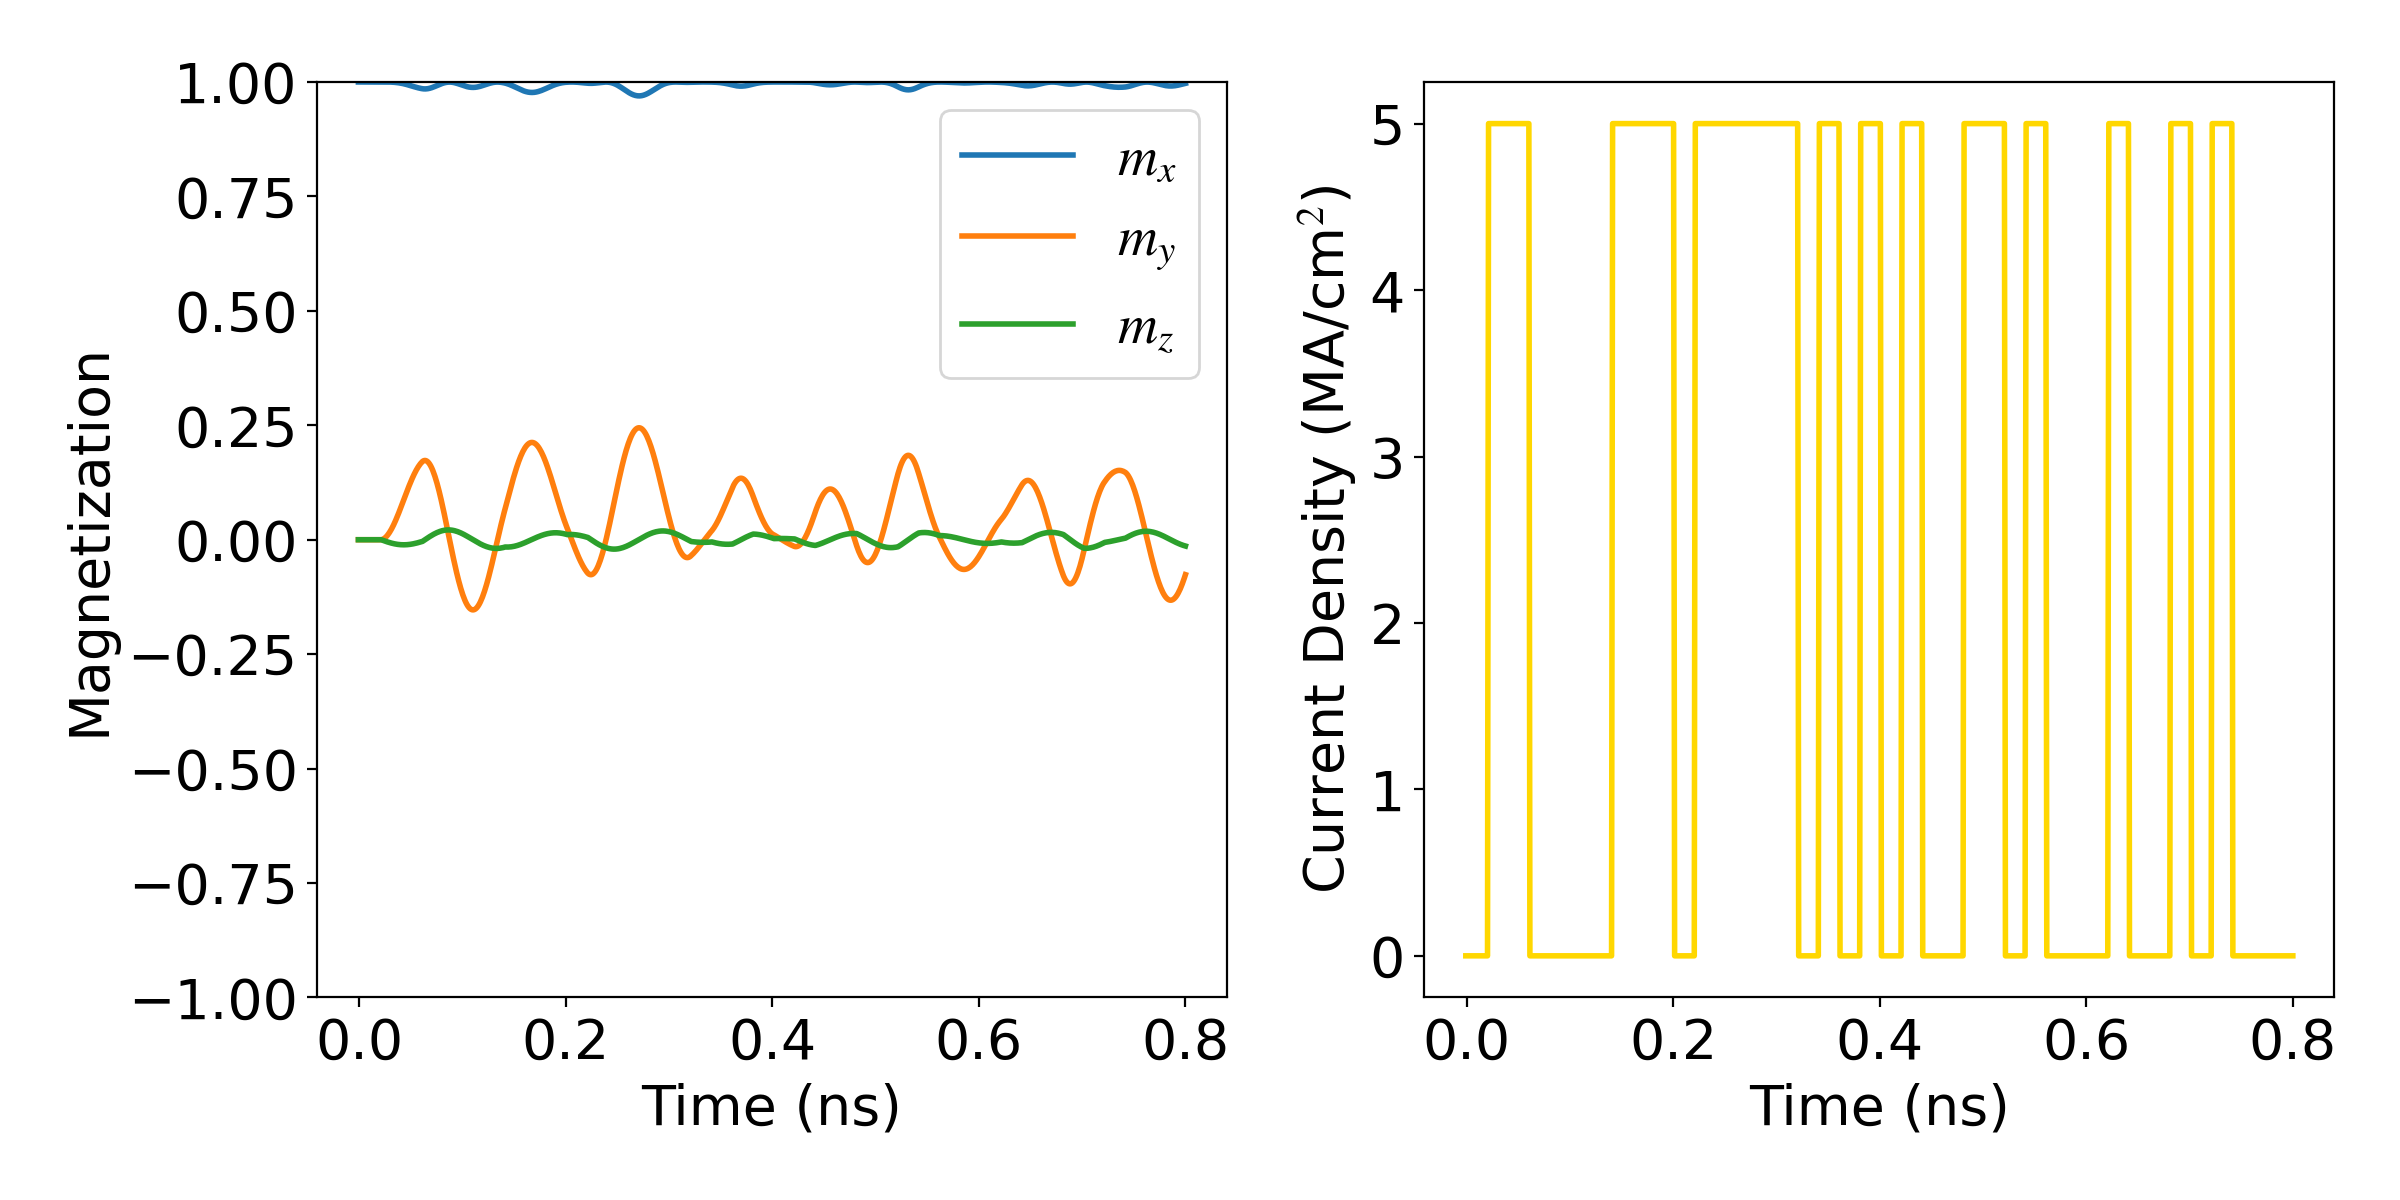 1.00
0.75
0.50
0.25
0.00
−0.25
−0.50
−0.75
−1.00
Magnetization
0.0 0.2 0.4 0.6 0.8
Time (ns)
m_x
m_y
m_z
5
4
3
2
1
0
Current Density (MA/cm²)
0.0 0.2 0.4 0.6 0.8
Time (ns)